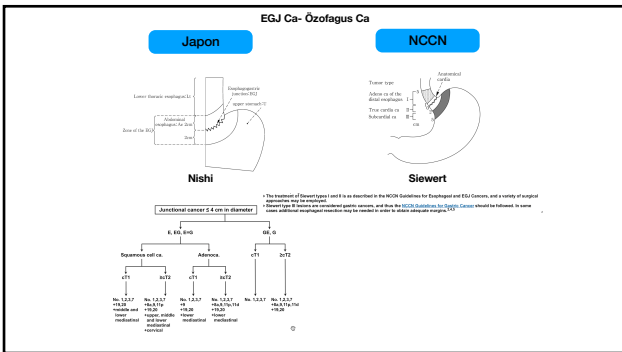 EGJ Ca- Özofagus Ca
Japon
NCCN
Lower thoracic esophagus:Lt
Esophagogastric
junction:EGJ
upper stomach:U
Abdominal
esophagus:Ae 2cm
Zone of the EGJ
2cm
Nishi
Tumor type
Anatomical
cardia
Adeno ca of the
distal esophagus I
True cardia ca II
Subcardial ca III
cm
Siewert
• The treatment of Siewert types I and II is as described in the NCCN Guidelines for Esophageal and EGJ Cancers, and a variety of surgical
approaches may be employed.
• Siewert type III lesions are considered gastric cancers, and thus the NCCN Guidelines for Gastric Cancer should be followed. In some
cases additional esophageal resection may be needed in order to obtain adequate margins.
Junctional cancer ≤ 4 cm in diameter
E, EG, E=G
GE, G
Squamous cell ca.
Adenoca.
cT1
≥cT2
cT1
≥cT2
cT1
≥cT2
No. 1,2,3,7
+19,20
+middle and
lower
mediastinal
No. 1,2,3,7
+8a,9,11p
+19,20
+upper, middle
and lower
mediastinal
+cervical
No. 1,2,3,7
+9
+19,20
+lower
mediastinal
No. 1,2,3,7
+8a,9,11p,11d
+19,20
+lower
mediastinal
No. 1,2,3,7
No. 1,2,3,7
+8a,9,11p,11d
+19,20